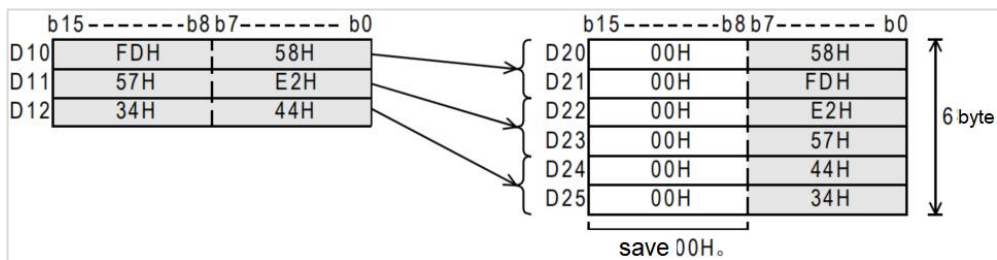 b15--------b8 b7-------- b0 b15--------b8 b7-------- b0
D10 FDH 58H D20 00H 58H
D11 57H E2H D21 00H FDH
D12 34H 44H D22 00H E2H
D23 00H 57H
D24 00H 44H
D25 00H 34H
6 byte
save 00H。